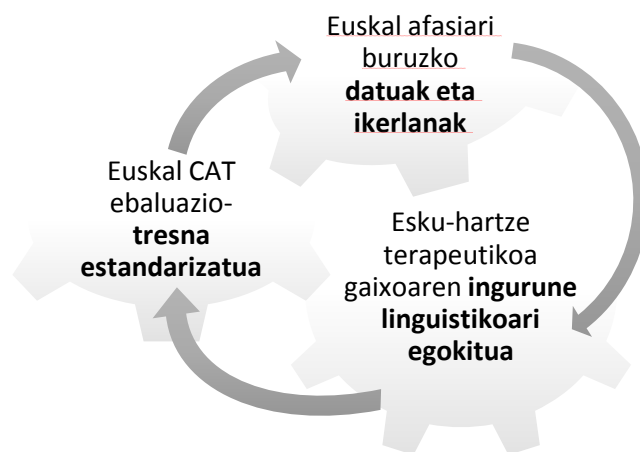 Euskal afasiari
buruzko
datuak eta
ikerlanak
Euskal CAT
ebaluazio-
tresna
estandarizatua
Esku-hartze
terapeutikoa
gaixoaren ingurune
linguistikoari
egokitua